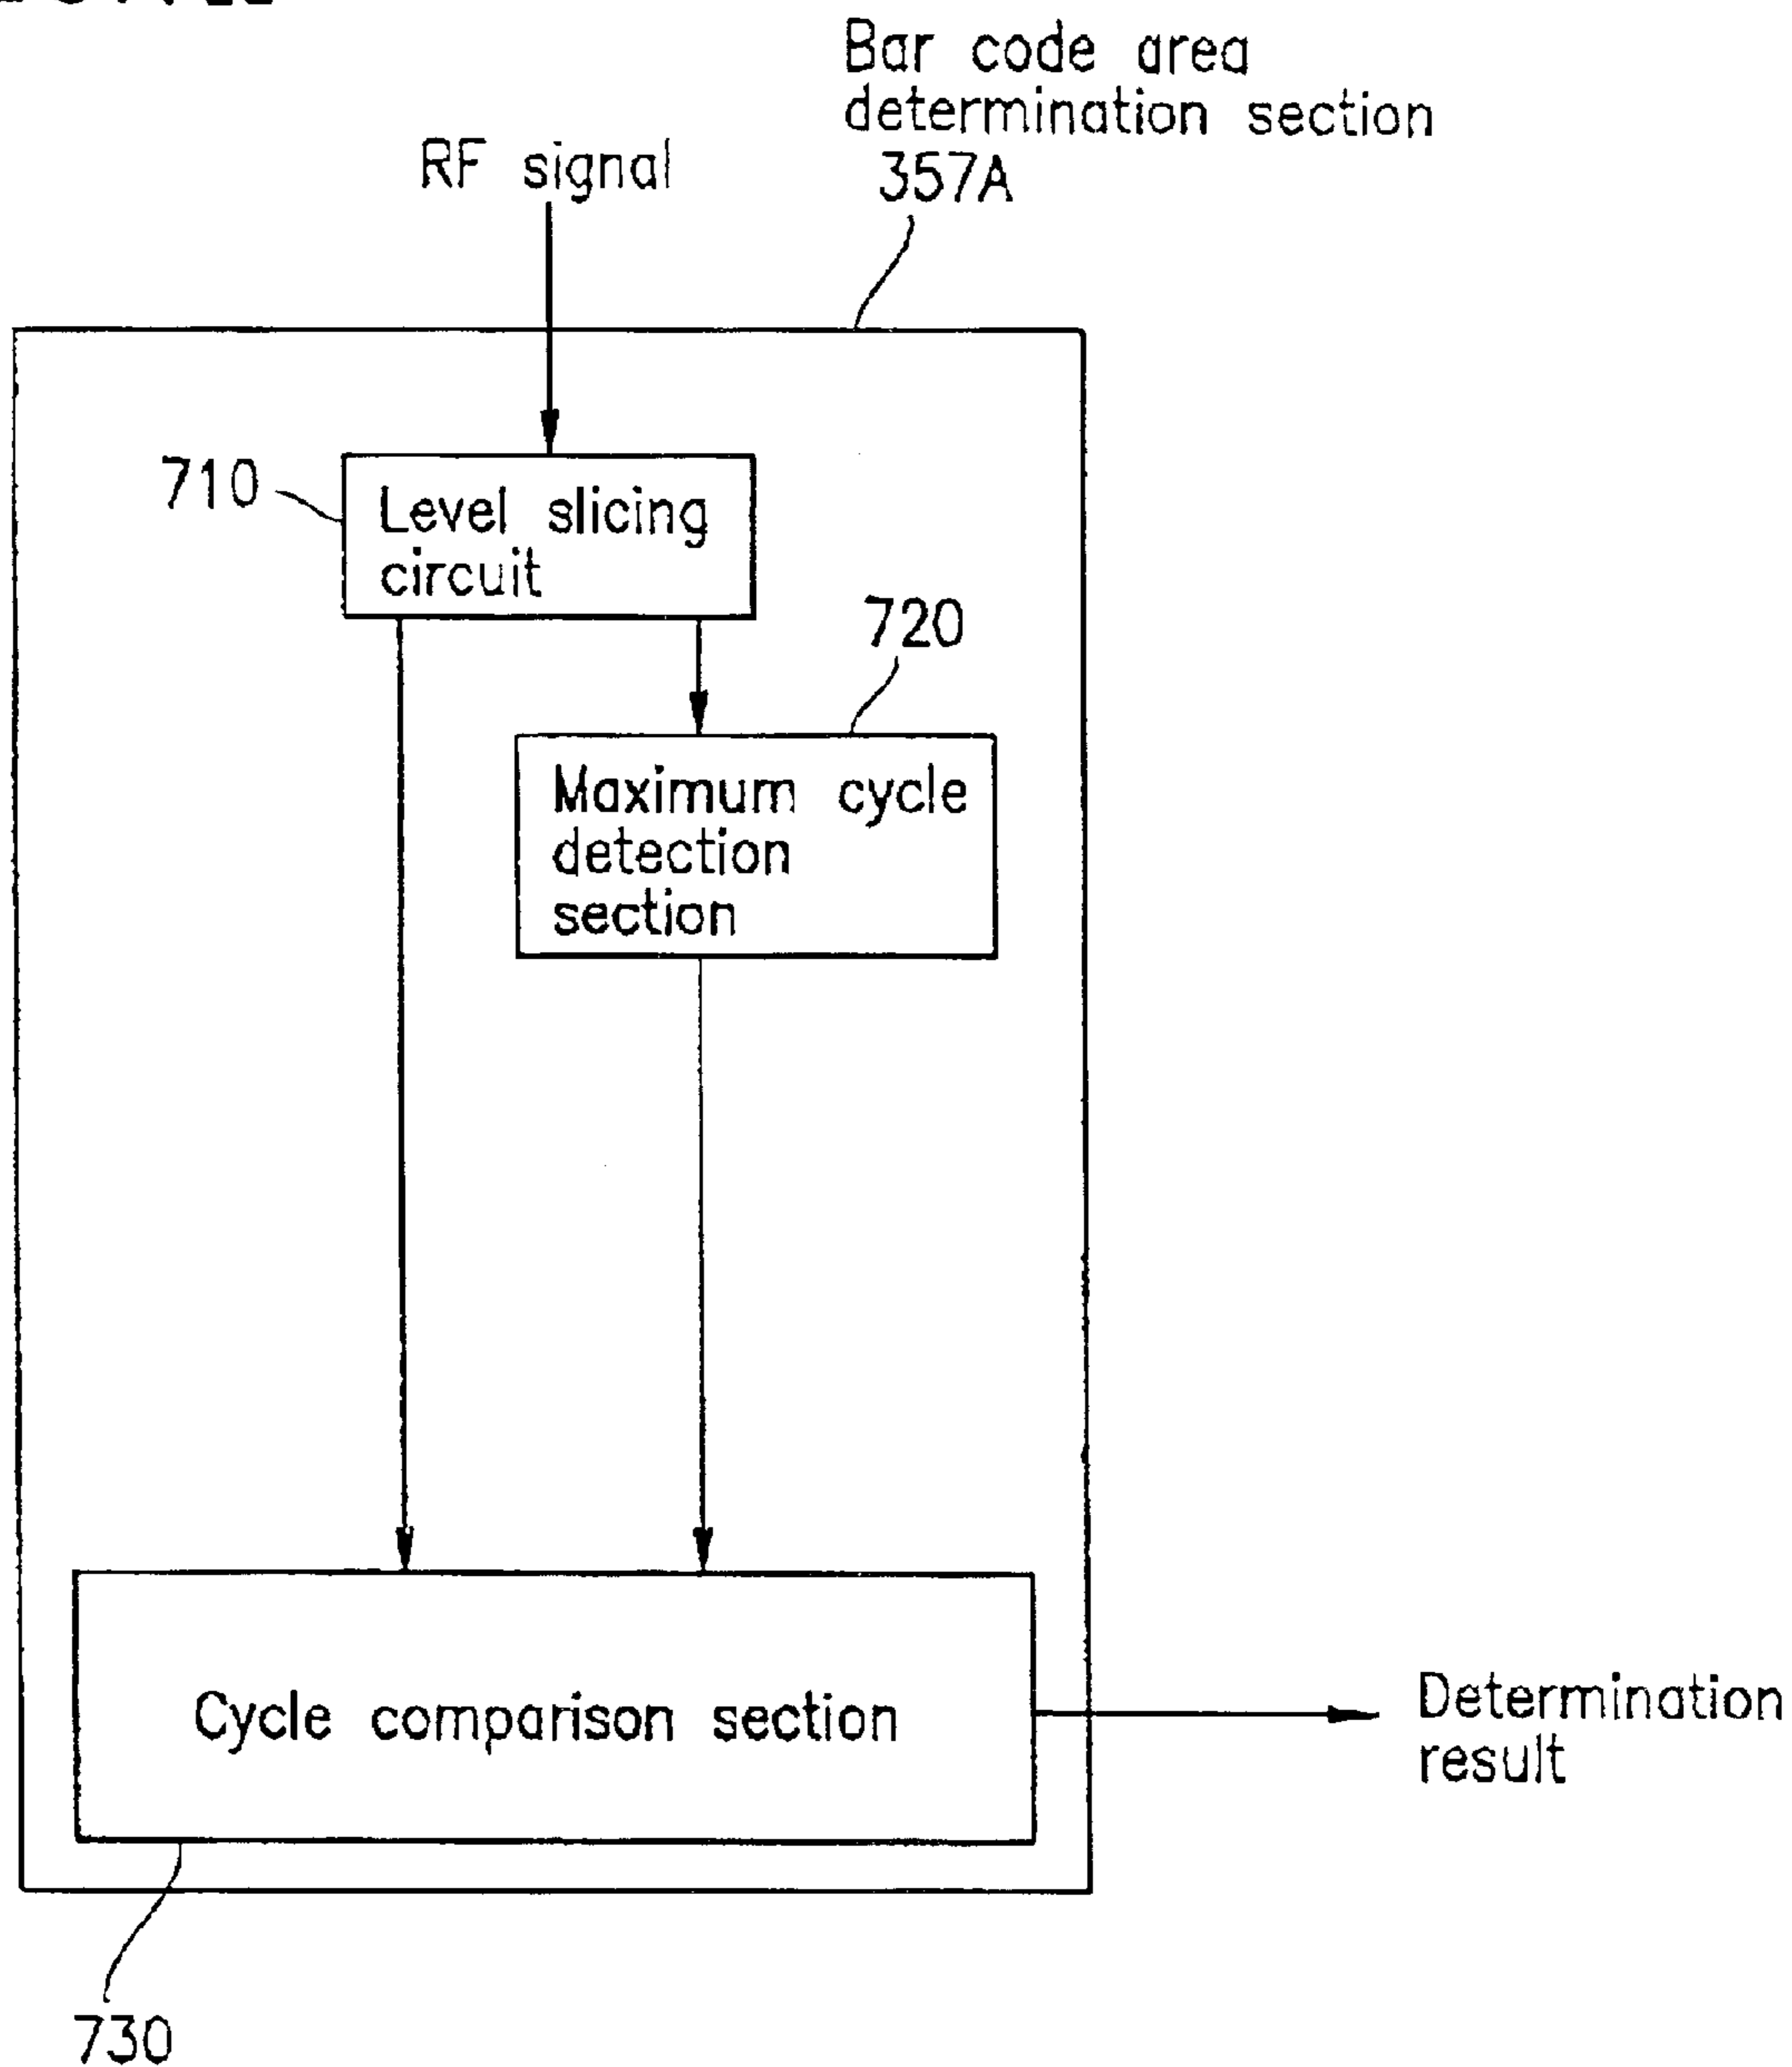 Bar code area
determination section
357A
RF signal
710
Level slicing
circuit
720
Maximum cycle
detection
section
Cycle comparison section
Determination
result
730